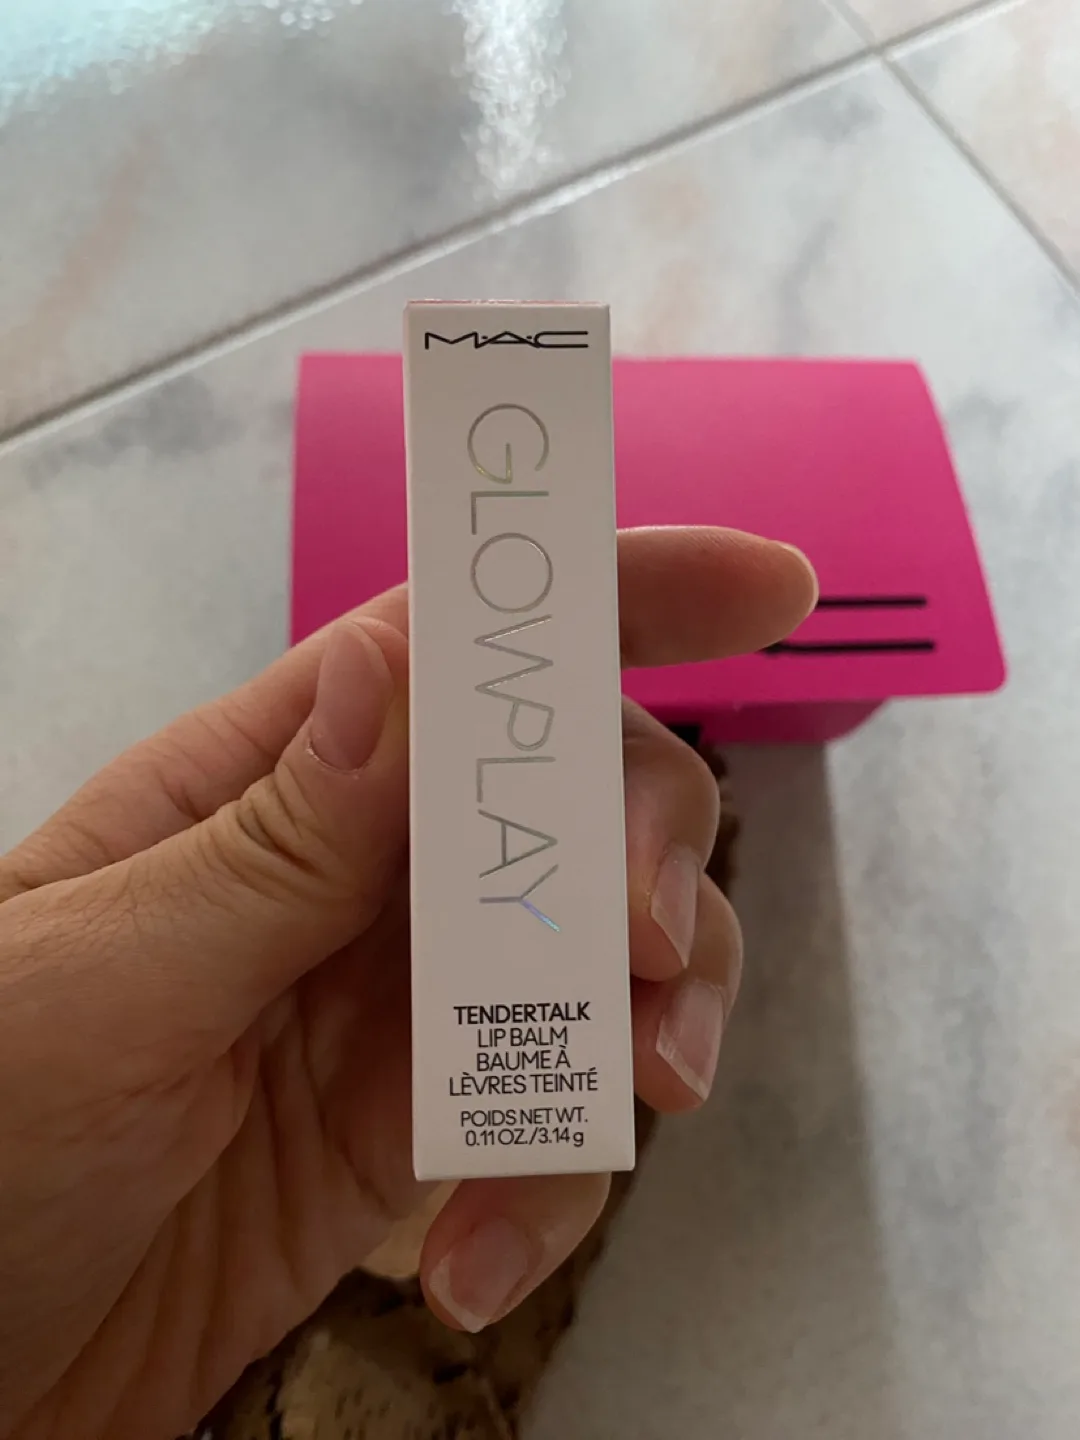 M·A·C
GLOWPLAY
TENDERTALK
LIP BALM
BAUME À
LÈVRES TEINTÉ
POIDS NET WT.
0.11 OZ./3.14 g